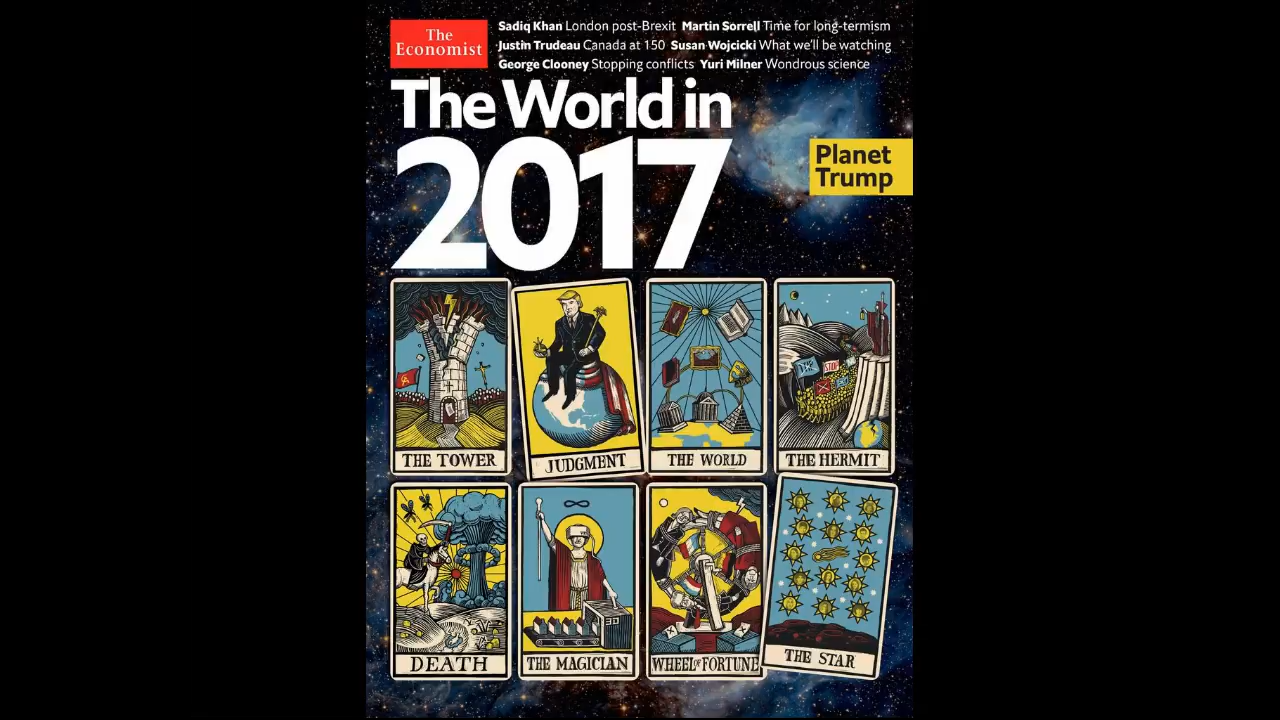 The
Economist
Sadiq Khan London post-Brexit Martin Sorrell Time for long-termism
Justin Trudeau Canada at 150 Susan Wojcicki What we'll be watching
George Clooney Stopping conflicts Yuri Milner Wondrous science
The World in
2017
Planet
Trump
THE TOWER
JUDGMENT
THE WORLD
STOP
THE HERMIT
DEATH
THE MAGICIAN
WHEEL OF FORTUNE
THE STAR